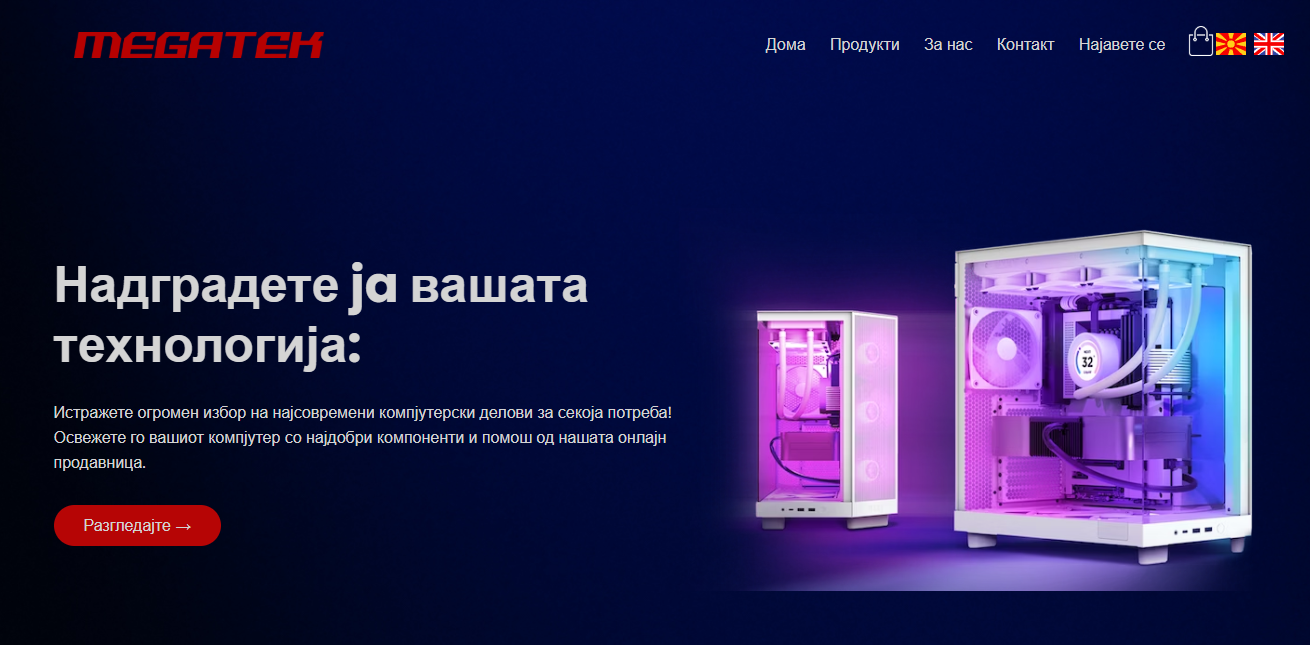 MEGATEK
Дома Продукти За нас Контакт Најавете се
Надградете ја вашата
технологија:
Истражете огромен избор на најсовремени компјутерски делови за секоја потреба!
Освежете го вашиот компјутер со најдобри компоненти и помош од нашата онлајн
продавница.
Разгледајте →
32